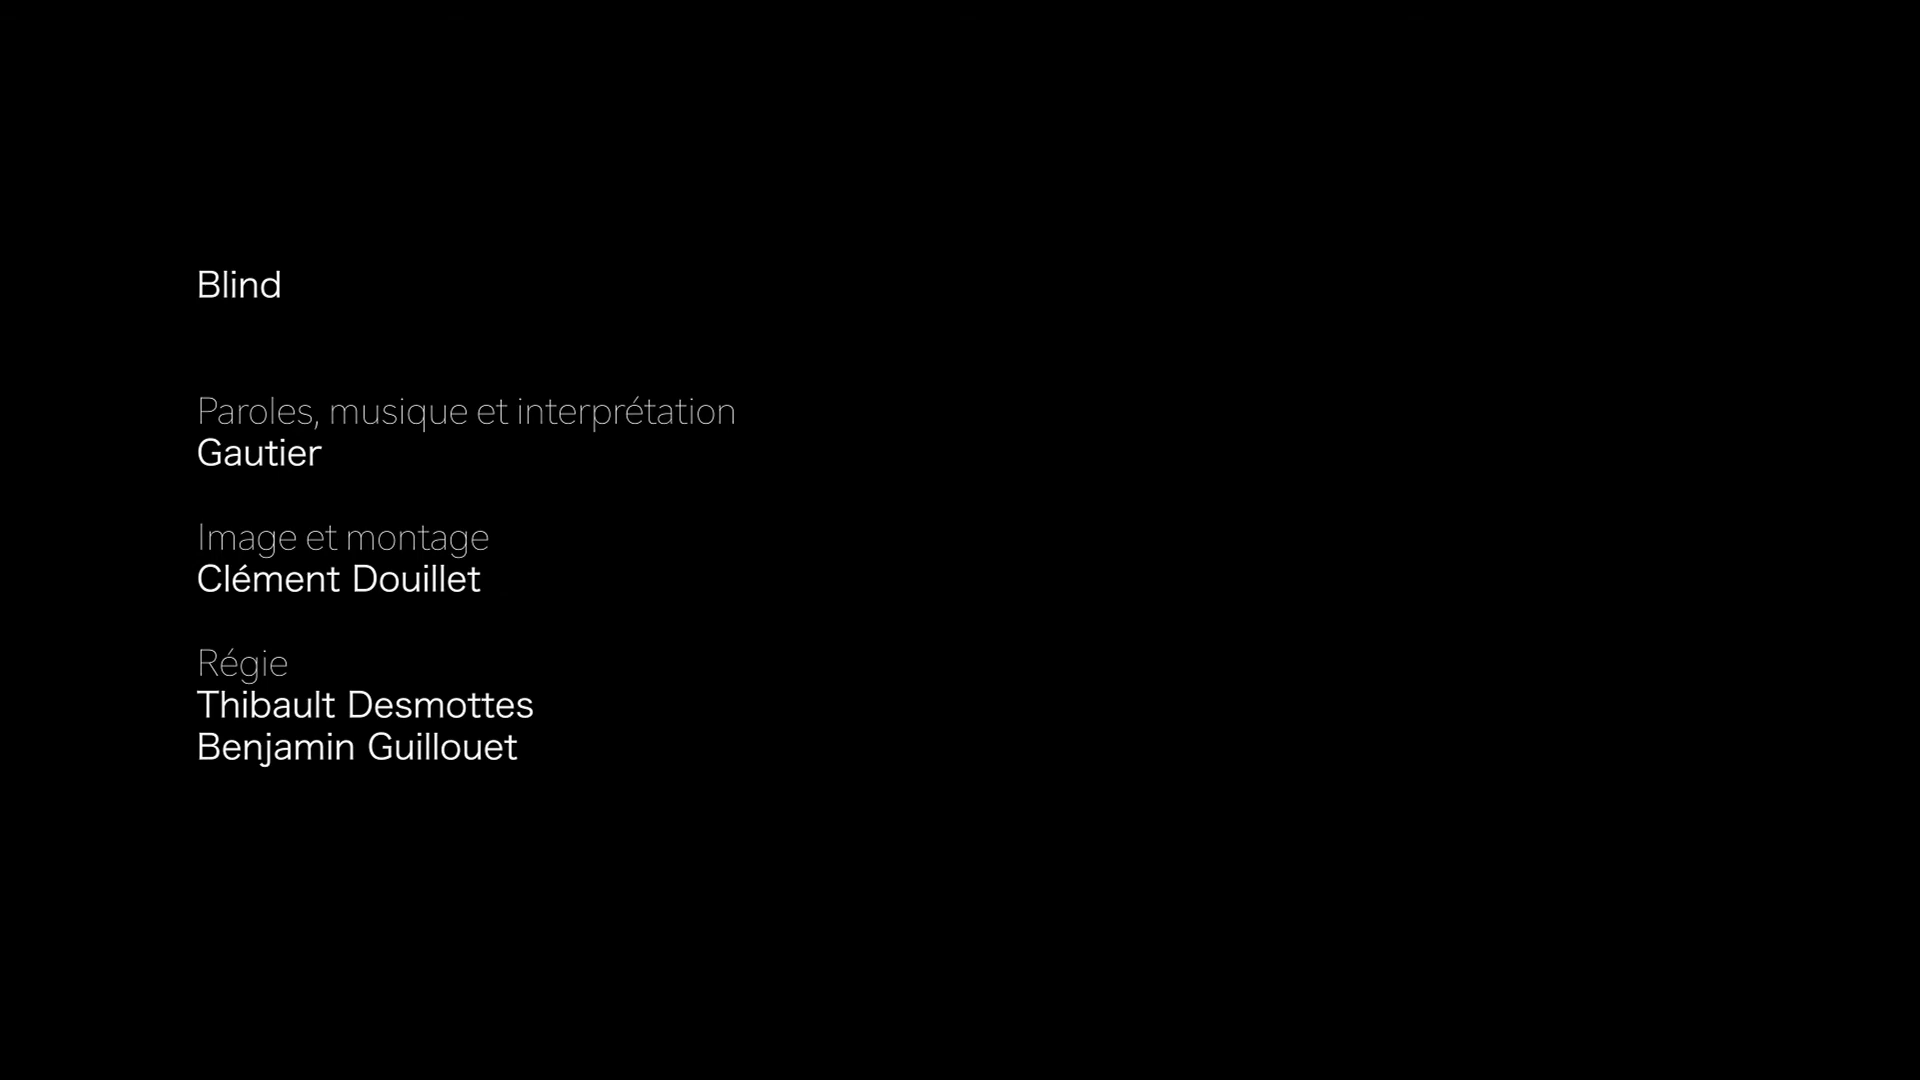 Blind
Paroles, musique et interprétation
Gautier
Image et montage
Clément Douillet
Régie
Thibault Desmottes
Benjamin Guillouet